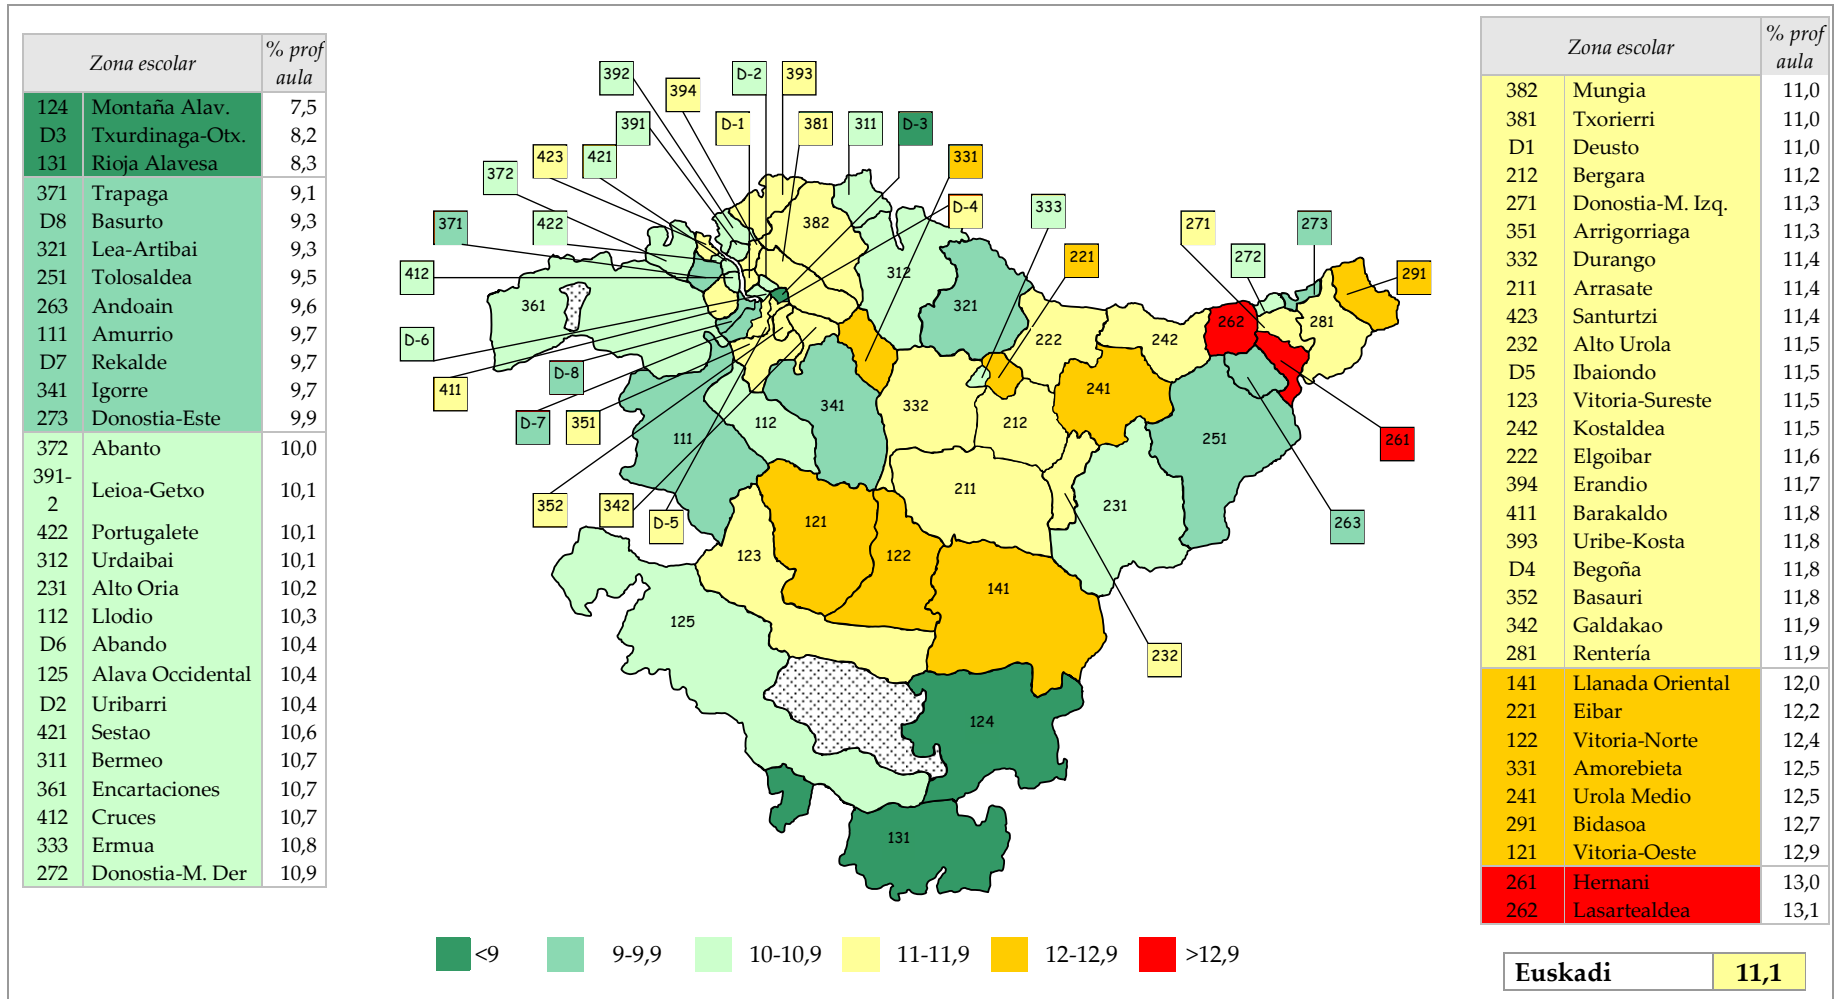 Zona escolar % prof aula
124 Montaña Alav. 7,5
D3 Txurdinaga-Otx. 8,2
131 Rioja Alavesa 8,3
371 Trapaga 9,1
D8 Basurto 9,3
321 Lea-Artibai 9,3
251 Tolosaldea 9,5
263 Andoain 9,6
111 Amurrio 9,7
D7 Rekalde 9,7
341 Igorre 9,7
273 Donostia-Este 9,9
372 Abanto 10,0
391-2 Leioa-Getxo 10,1
422 Portugalete 10,1
312 Urdaibai 10,1
231 Alto Oria 10,2
112 Llodio 10,3
D6 Abando 10,4
125 Alava Occidental 10,4
D2 Uribarri 10,4
421 Sestao 10,6
311 Bermeo 10,7
361 Encartaciones 10,7
412 Cruces 10,7
333 Ermua 10,8
272 Donostia-M. Der 10,9
392
394
D-2
393
391
D-1
381
311
D-3
423
421
331
372
D-4
333
371
422
382
271
273
412
312
221
272
291
361
321
262
281
D-6
222
242
D-8
411
241
341
332
D-7
351
112
212
111
251
261
352
342
D-5
211
231
263
121
123
122
141
125
232
124
131
<9
9-9,9
10-10,9
11-11,9
12-12,9
>12,9
Zona escolar % prof aula
382 Mungia 11,0
381 Txorierri 11,0
D1 Deusto 11,0
212 Bergara 11,2
271 Donostia-M. Izq. 11,3
351 Arrigorriaga 11,3
332 Durango 11,4
211 Arrasate 11,4
423 Santurtzi 11,4
232 Alto Urola 11,5
D5 Ibaiondo 11,5
123 Vitoria-Sureste 11,5
242 Kostaldea 11,5
222 Elgoibar 11,6
394 Erandio 11,7
411 Barakaldo 11,8
393 Uribe-Kosta 11,8
D4 Begoña 11,8
352 Basauri 11,8
342 Galdakao 11,9
281 Rentería 11,9
141 Llanada Oriental 12,0
221 Eibar 12,2
122 Vitoria-Norte 12,4
331 Amorebieta 12,5
241 Urola Medio 12,5
291 Bidasoa 12,7
121 Vitoria-Oeste 12,9
261 Hernani 13,0
262 Lasartealdea 13,1
Euskadi 11,1